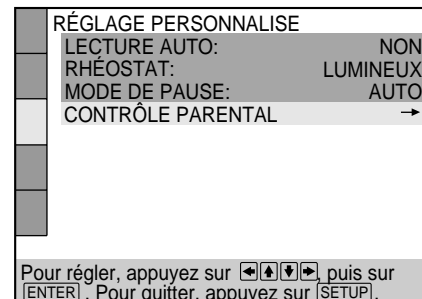 RÉGLAGE PERSONNALISE
LECTURE AUTO: NON
RHÉOSTAT: LUMINEUX
MODE DE PAUSE: AUTO
CONTRÔLE PARENTAL →
Pour régler, appuyez sur ←↑↓→, puis sur
ENTER . Pour quitter, appuyez sur SETUP.